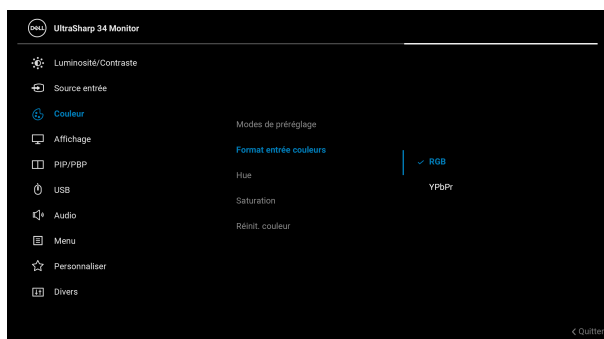 DELL UltraSharp 34 Monitor
Luminosité/Contraste
Source entrée
Couleur
Affichage
PIP/PBP
USB
Audio
Menu
Personnaliser
Divers
Modes de préréglage
Format entrée couleurs
Hue
Saturation
Réinit. couleur
RGB
YPbPr
Quitter